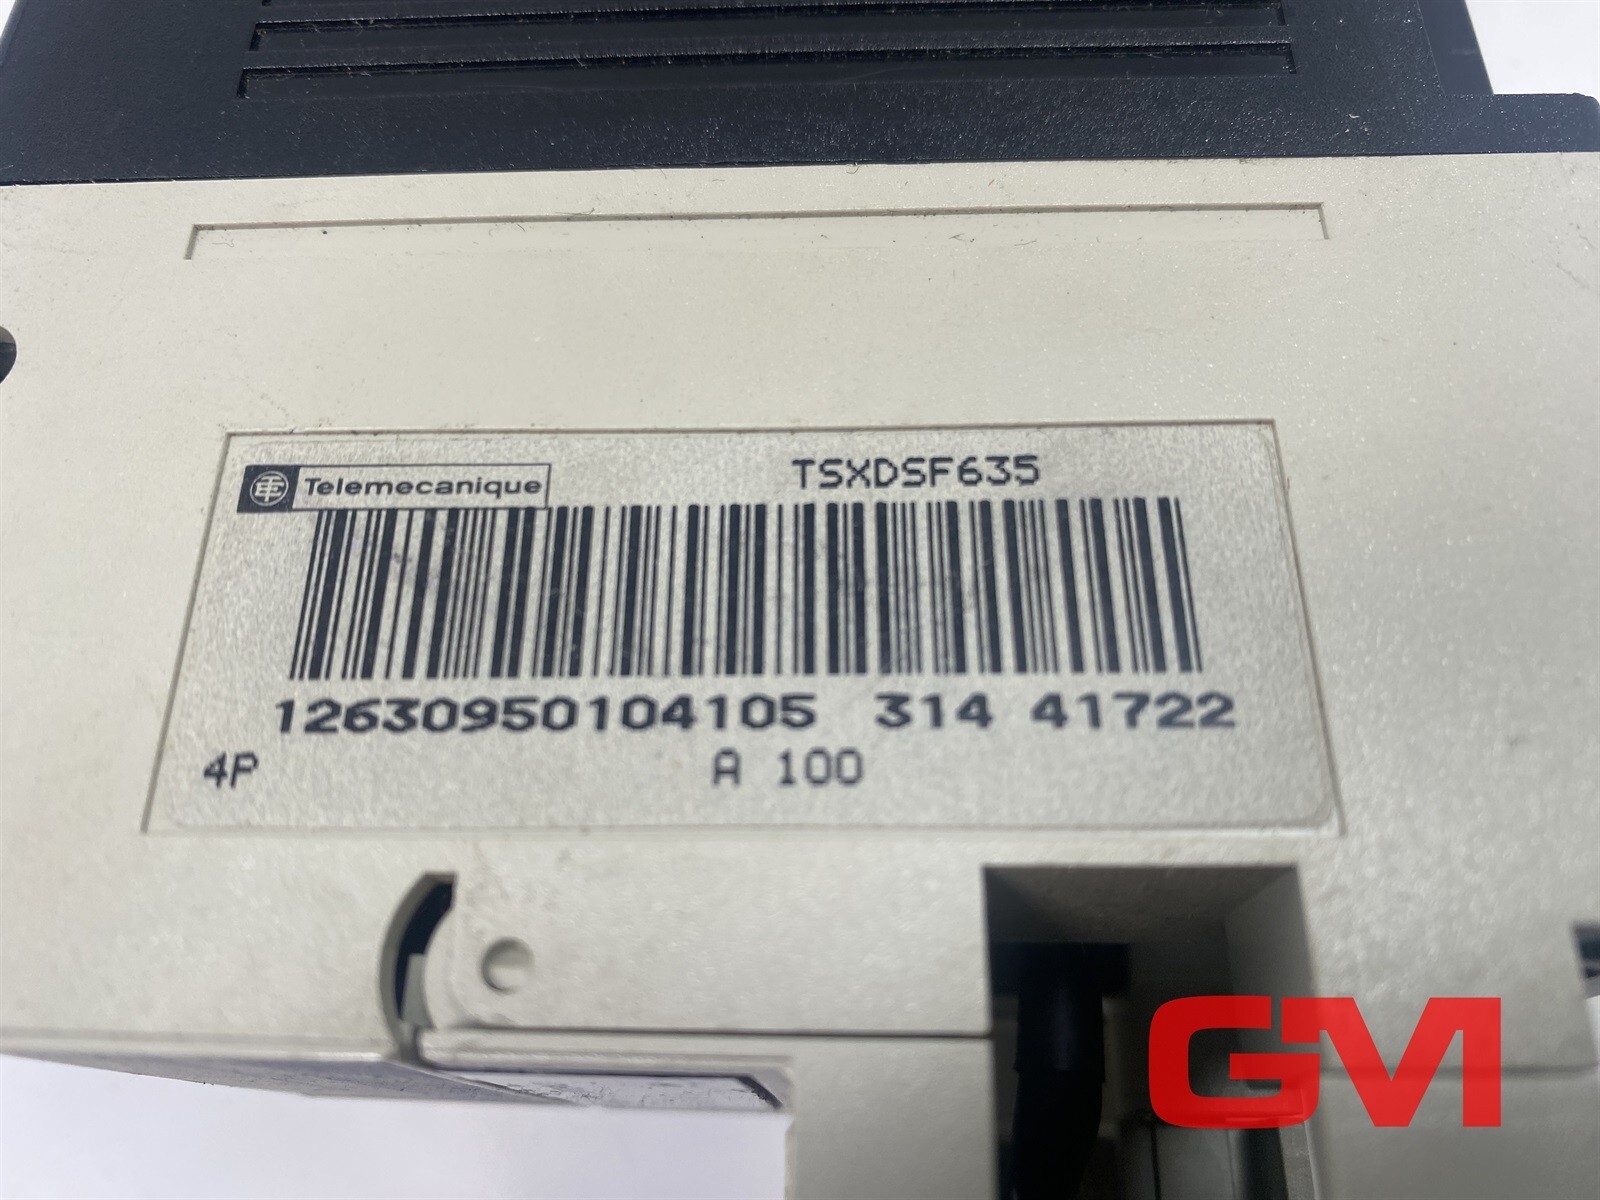 Telemecanique
TSXDSF635
12630950104105 314 41722
4P A 100
GM